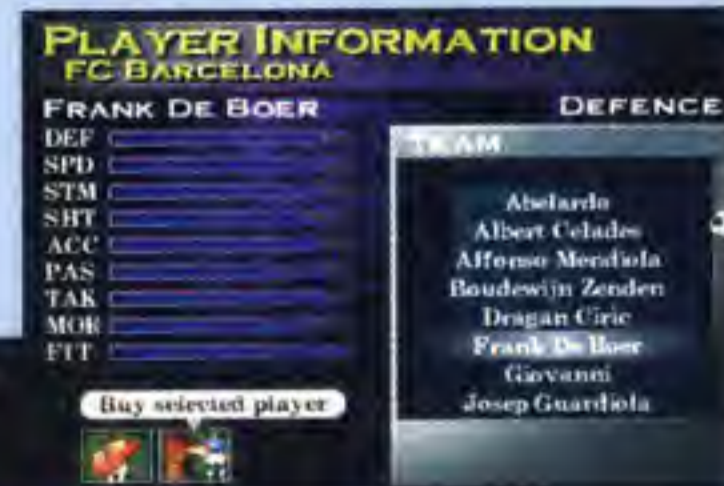 PLAYER INFORMATION
FC BARCELONA
FRANK DE BOER
DEFENCE
DEF
SPD
STM
SHT
ACC
PAS
TAK
MOR
FIT
TEAM
Abelardo
Albert Celades
Alfonso Mendiola
Boudewijn Zenden
Dragan Ciric
Frank De Boer
Giovanni
Josep Guardiola
Buy selected player